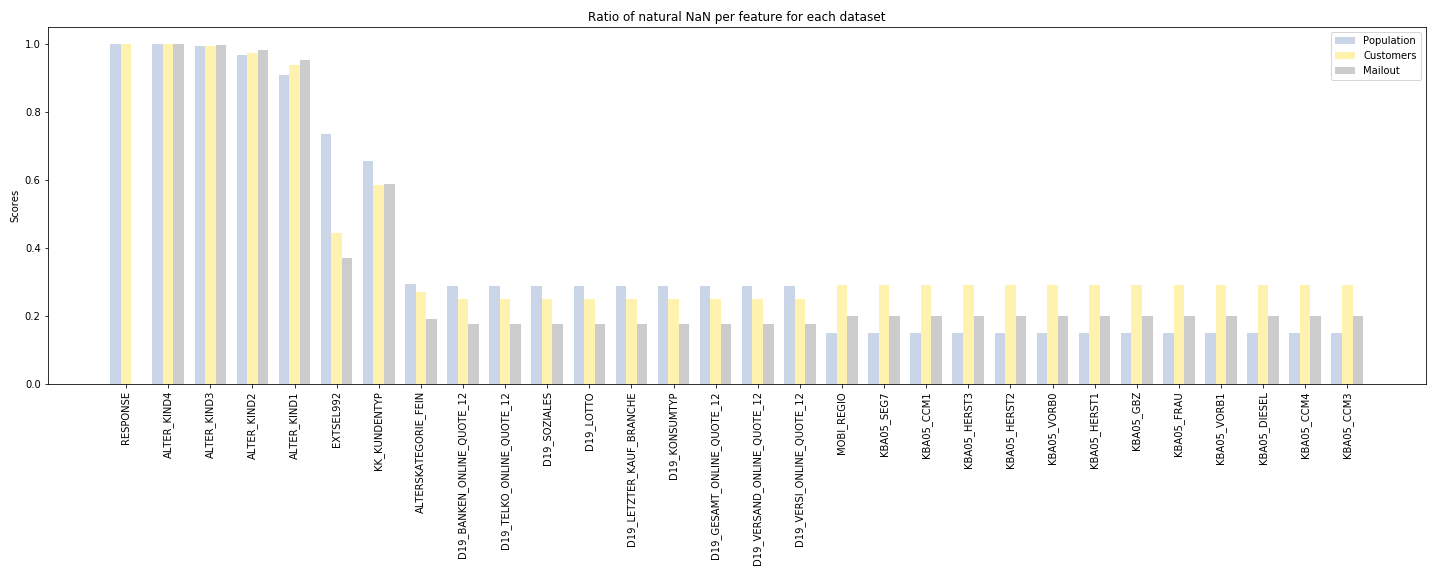 Ratio of natural NaN per feature for each dataset
Population
Customers
Mailout
Scores
1.0
0.8
0.6
0.4
0.2
0.0
RESPONSE
ALTER_KIND4
ALTER_KIND3
ALTER_KIND2
ALTER_KIND1
EXTSEL992
KK_KUNDENTYP
ALTERSKATEGORIE_FEIN
D19_BANKEN_ONLINE_QUOTE_12
D19_TELKO_ONLINE_QUOTE_12
D19_SOZIALES
D19_LOTTO
D19_LETZTER_KAUF_BRANCHE
D19_KONSUMTYP
D19_GESAMT_ONLINE_QUOTE_12
D19_VERSAND_ONLINE_QUOTE_12
D19_VERSI_ONLINE_QUOTE_12
MOBI_REGIO
KBA05_SEG7
KBA05_CCM1
KBA05_HERST3
KBA05_HERST2
KBA05_VORB0
KBA05_HERST1
KBA05_GBZ
KBA05_FRAU
KBA05_VORB1
KBA05_DIESEL
KBA05_CCM4
KBA05_CCM3